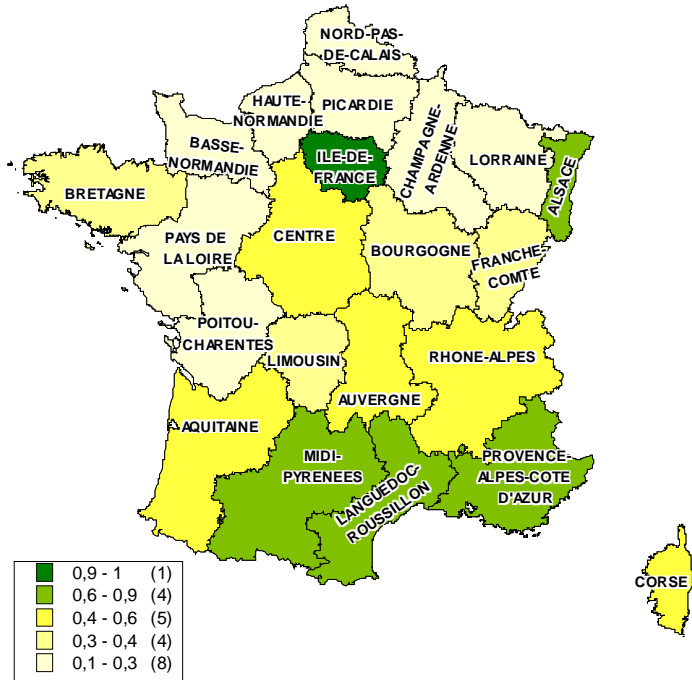 NORD-PAS-
DE-CALAIS
HAUTE-
NORMANDIE
PICARDIE
CHAMPAGNE-
ARDENNE
BASSE-
NORMANDIE
ILE-DE-
FRANCE
LORRAINE
ALSACE
BRETAGNE
PAYS DE
LA LOIRE
CENTRE
BOURGOGNE
FRANCHE-
COMTE
POITOU-
CHARENTES
LIMOUSIN
RHONE-ALPES
AUVERGNE
AQUITAINE
MIDI-
PYRENEES
LANGUEDOC-
ROUSSILLON
PROVENCE-
ALPES-COTE
D'AZUR
CORSE
0,9 - 1 (1)
0,6 - 0,9 (4)
0,4 - 0,6 (5)
0,3 - 0,4 (4)
0,1 - 0,3 (8)